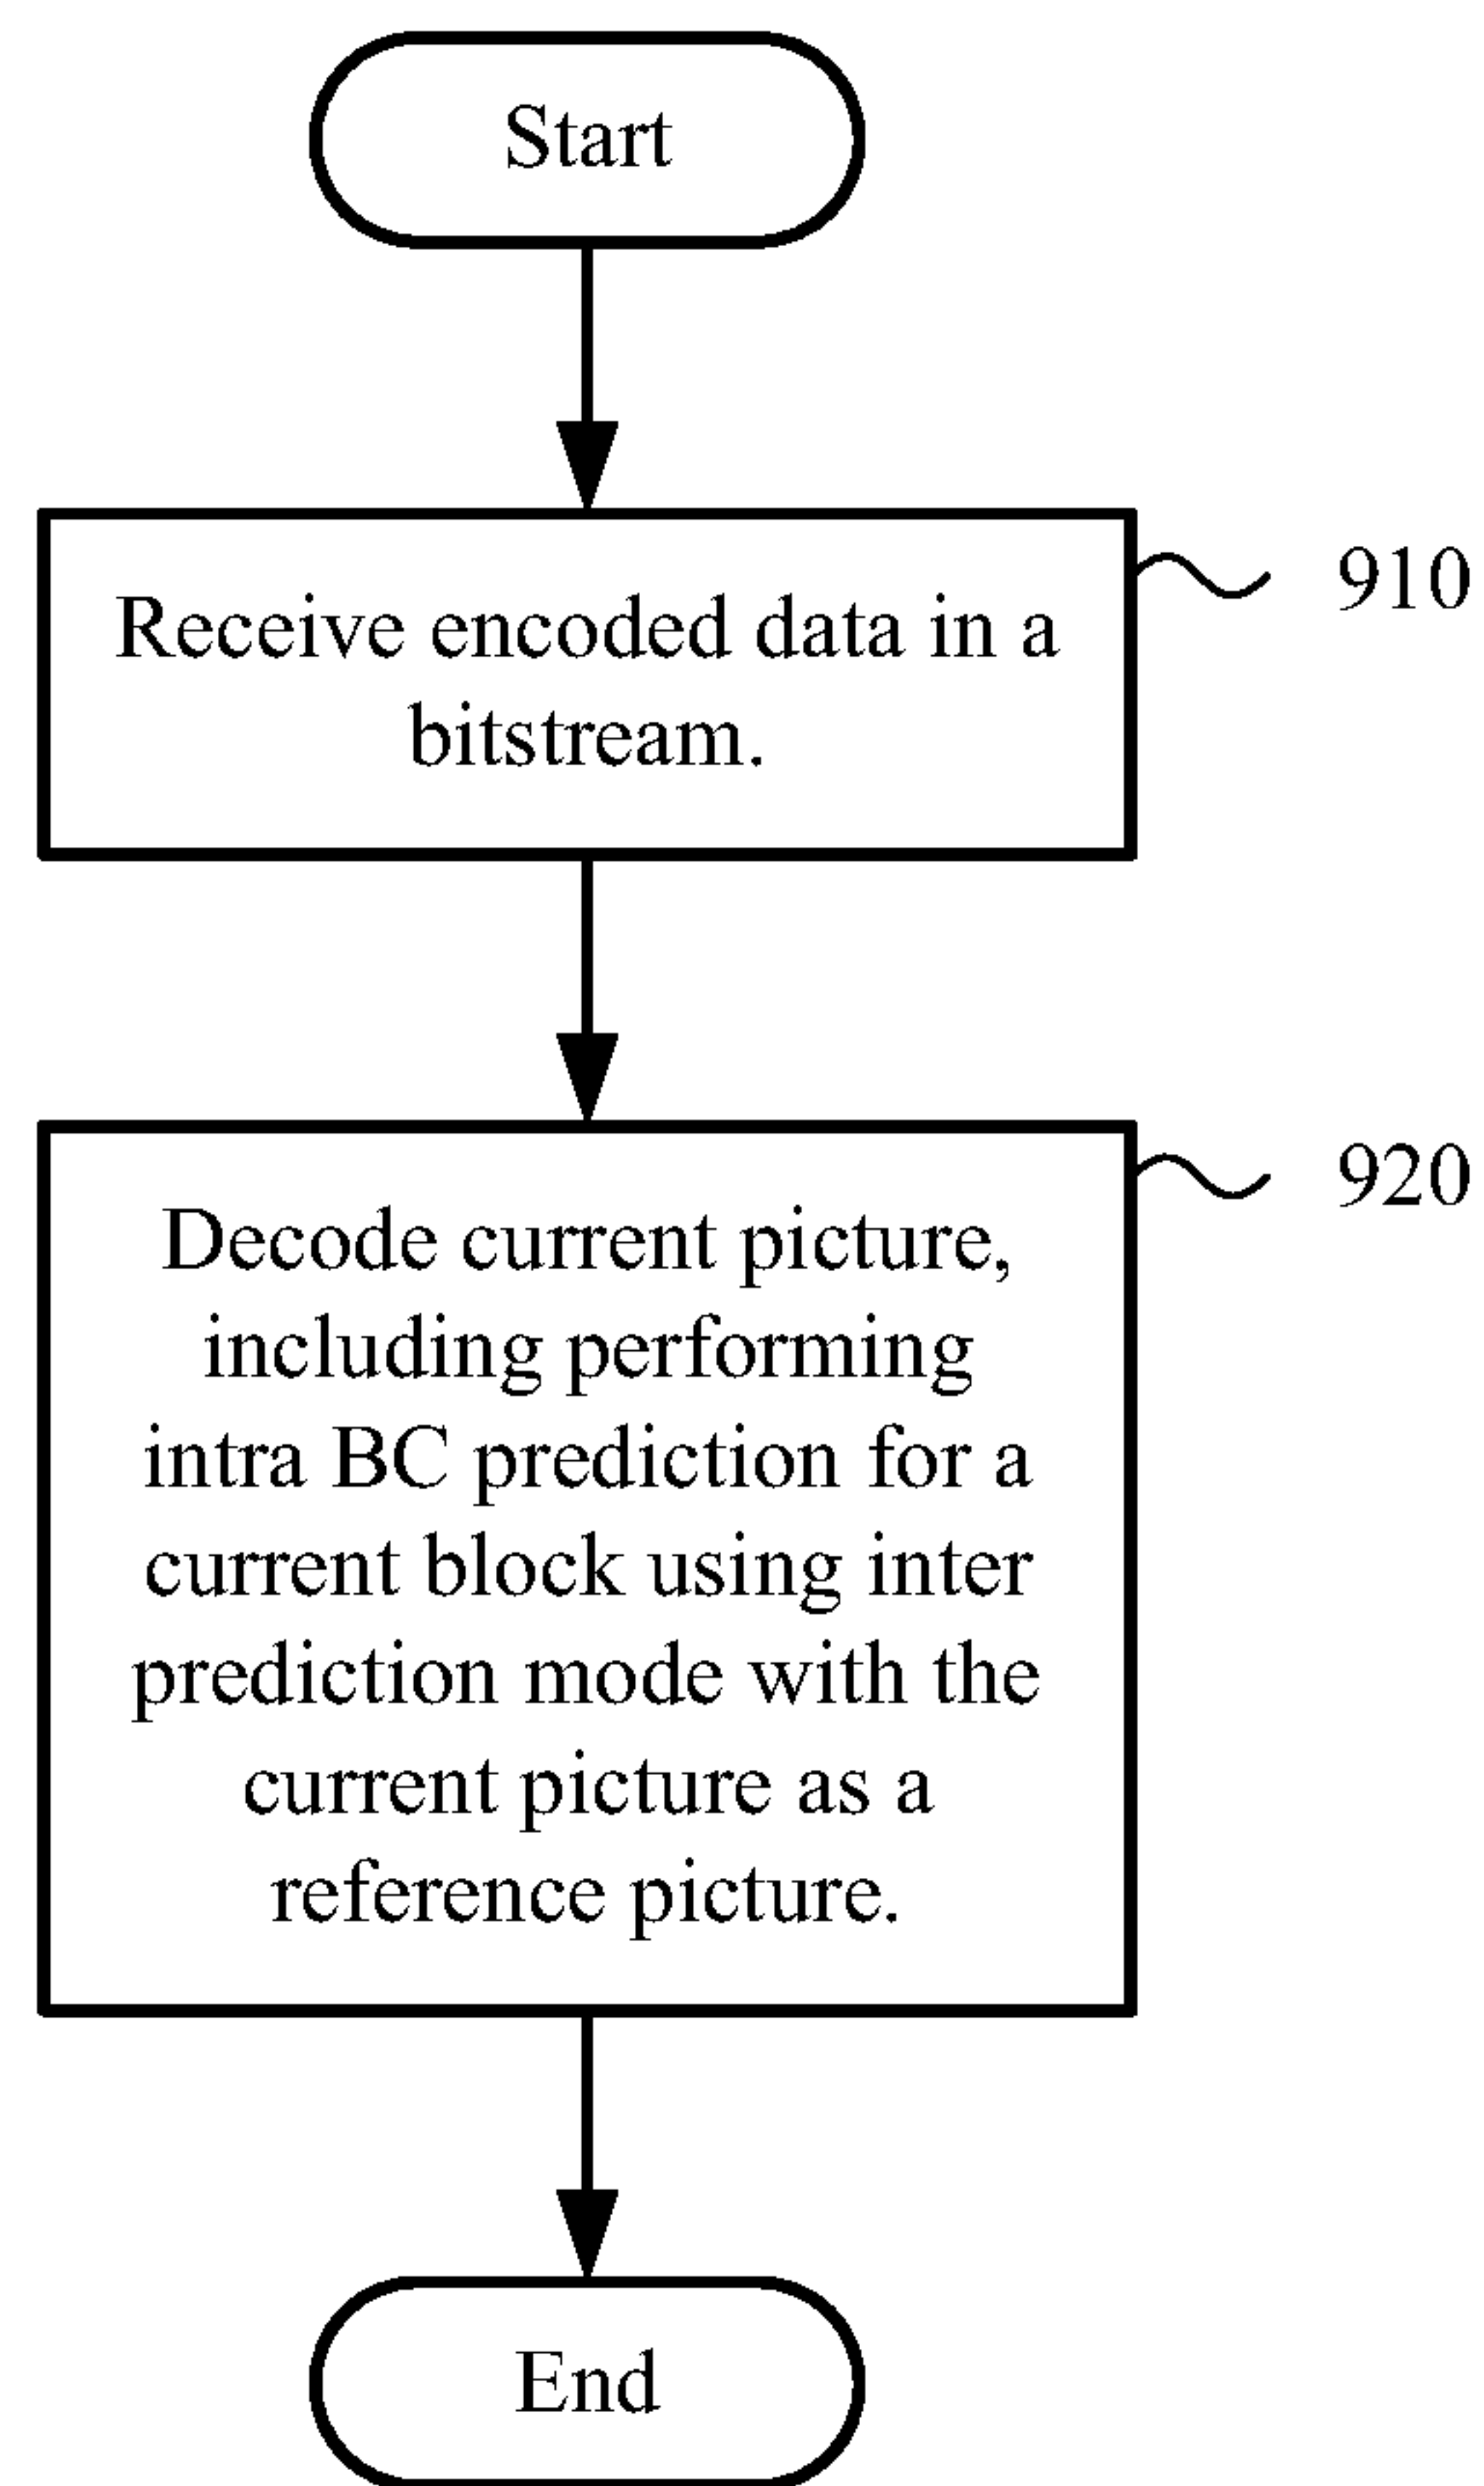 Start
Receive encoded data in a
bitstream.
910
Decode current picture,
including performing
intra BC prediction for a
current block using inter
prediction mode with the
current picture as a
reference picture.
920
End